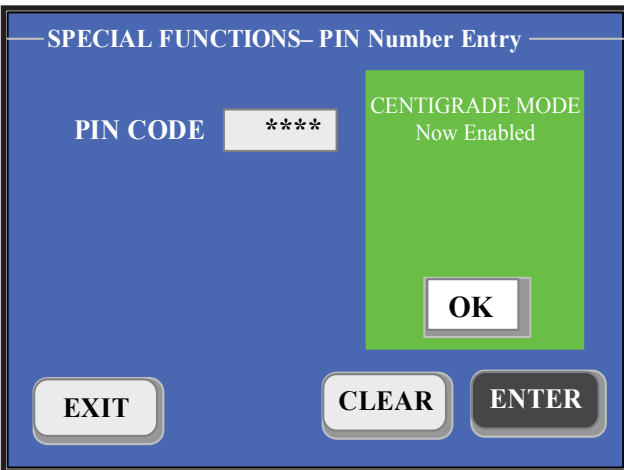 SPECIAL FUNCTIONS– PIN Number Entry
PIN CODE ****
CENTIGRADE MODE
Now Enabled
OK
EXIT
CLEAR
ENTER